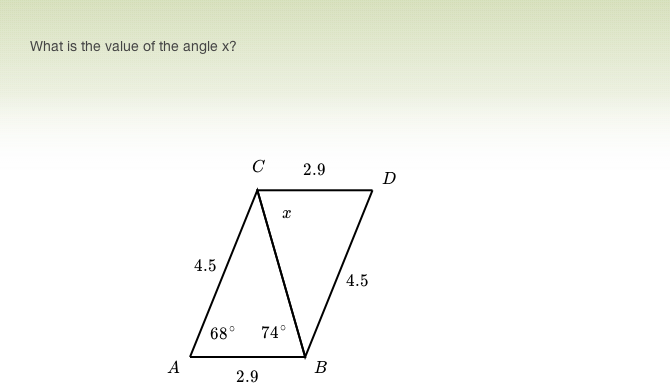 What is the value of the angle x?
C
2.9
D
x
4.5
4.5
68°
74°
A
B
2.9